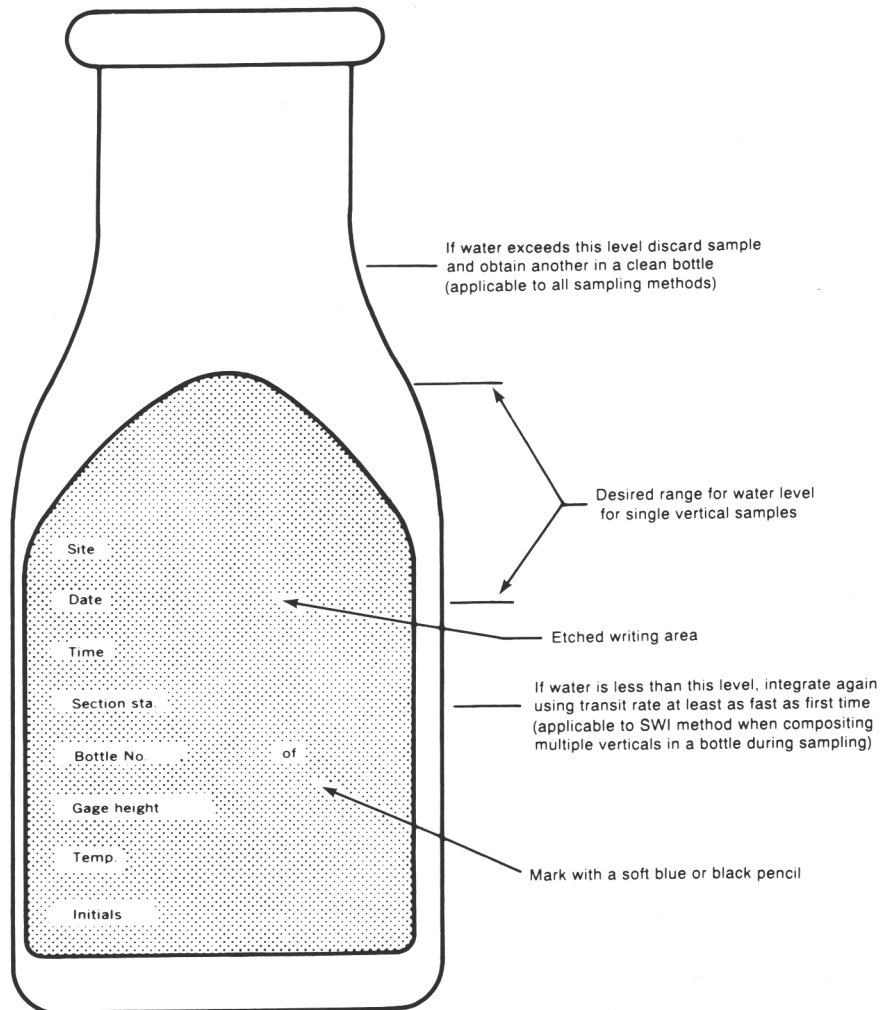 If water exceeds this level discard sample
and obtain another in a clean bottle
(applicable to all sampling methods)
Desired range for water level
for single vertical samples
Site
Date
Etched writing area
Time
If water is less than this level, integrate again
using transit rate at least as fast as first time
(applicable to SWI method when compositing
multiple verticals in a bottle during sampling)
Section sta.
Bottle No. of
Gage height
Temp.
Mark with a soft blue or black pencil
Initials